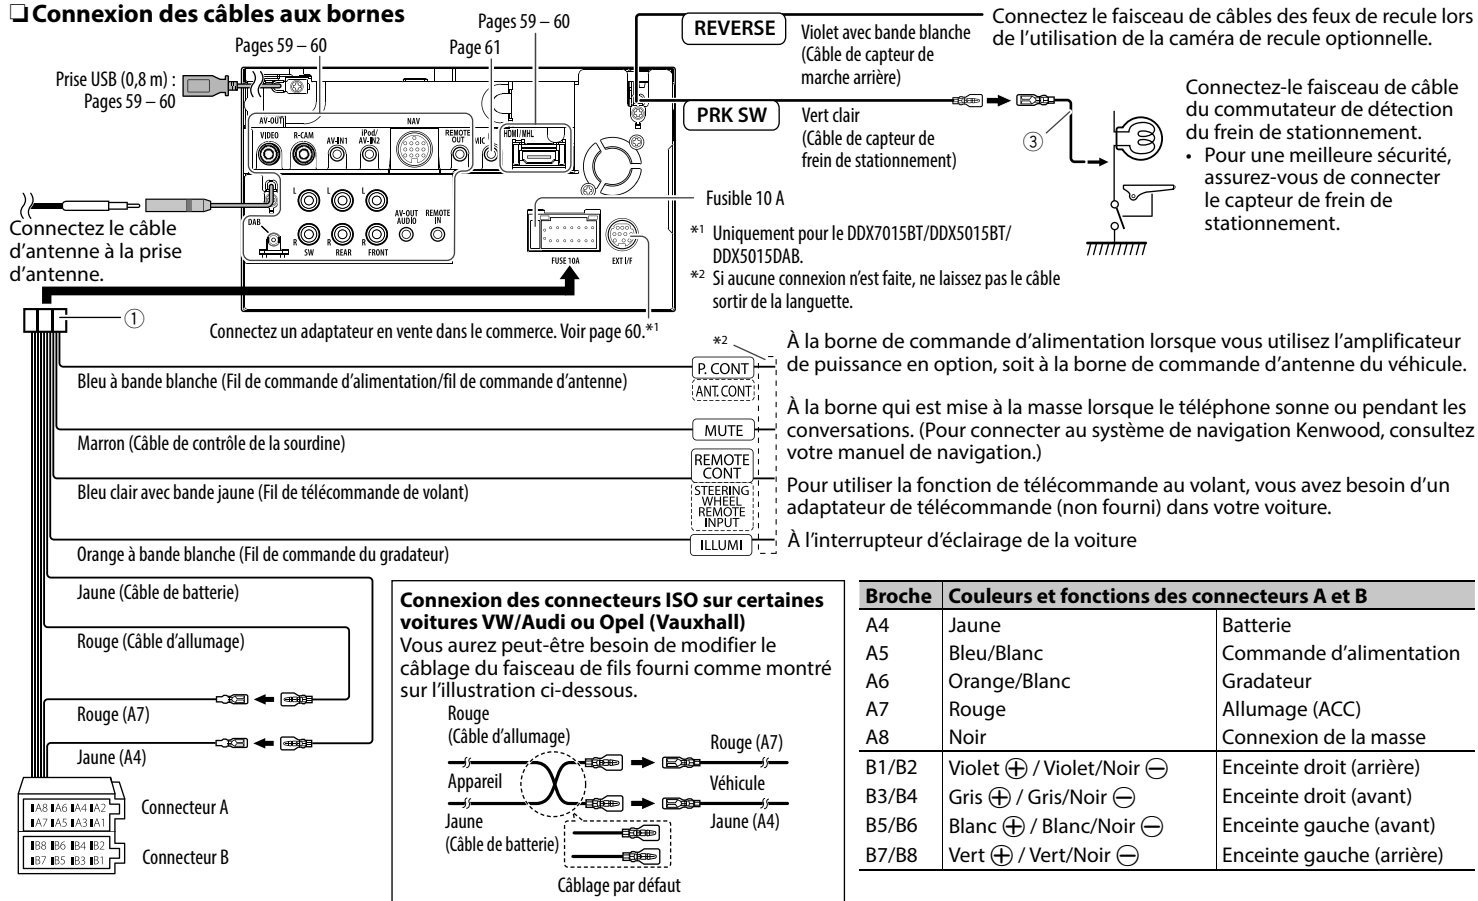 ❏ Connexion des câbles aux bornes
Pages 59 – 60
Pages 59 – 60
Page 61
Prise USB (0,8 m) :
Pages 59 – 60
AV-OUT
VIDEO
R-CAM
AV-IN1
iPod/
AV-IN2
NAV
REMOTE
OUT
MIC
HDMI/MHL
L
L
L
DAB
R
R
R
SW
REAR
FRONT
AV-OUT
AUDIO
REMOTE
IN
FUSE 10A
EXT I/F
Connectez le câble
d'antenne à la prise
d'antenne.
REVERSE
Violet avec bande blanche
(Câble de capteur de
marche arrière)
Connectez le faisceau de câbles des feux de recule lors
de l'utilisation de la caméra de recule optionnelle.
PRK SW
Vert clair
(Câble de capteur de
frein de stationnement)
③
Connectez-le faisceau de câble
du commutateur de détection
du frein de stationnement.
• Pour une meilleure sécurité,
assurez-vous de connecter
le capteur de frein de
stationnement.
Fusible 10 A
*1 Uniquement pour le DDX7015BT/DDX5015BT/
DDX5015DAB.
*2 Si aucune connexion n'est faite, ne laissez pas le câble
sortir de la languette.
①
Connectez un adaptateur en vente dans le commerce. Voir page 60.*1
*2
Bleu à bande blanche (Fil de commande d'alimentation/fil de commande d'antenne)
P. CONT
ANT. CONT
À la borne de commande d'alimentation lorsque vous utilisez l'amplificateur
de puissance en option, soit à la borne de commande d'antenne du véhicule.
Marron (Câble de contrôle de la sourdine)
MUTE
À la borne qui est mise à la masse lorsque le téléphone sonne ou pendant les
conversations. (Pour connecter au système de navigation Kenwood, consultez
votre manuel de navigation.)
Bleu clair avec bande jaune (Fil de télécommande de volant)
REMOTE
CONT
STEERING
WHEEL
REMOTE
INPUT
Pour utiliser la fonction de télécommande au volant, vous avez besoin d'un
adaptateur de télécommande (non fourni) dans votre voiture.
Orange à bande blanche (Fil de commande du gradateur)
ILLUMI
À l'interrupteur d'éclairage de la voiture
Jaune (Câble de batterie)
Rouge (Câble d'allumage)
Rouge (A7)
Jaune (A4)
A8 A6 A4 A2
A7 A5 A3 A1
Connecteur A
B8 B6 B4 B2
B7 B5 B3 B1
Connecteur B
Connexion des connecteurs ISO sur certaines
voitures VW/Audi ou Opel (Vauxhall)
Vous aurez peut-être besoin de modifier le
câblage du faisceau de fils fourni comme montré
sur l'illustration ci-dessous.
Rouge
(Câble d'allumage)
Rouge (A7)
Appareil
Véhicule
Jaune
(Câble de batterie)
Jaune (A4)
Câblage par défaut
Broche Couleurs et fonctions des connecteurs A et B
A4 Jaune Batterie
A5 Bleu/Blanc Commande d'alimentation
A6 Orange/Blanc Gradateur
A7 Rouge Allumage (ACC)
A8 Noir Connexion de la masse
B1/B2 Violet ⊕ / Violet/Noir ⊖ Enceinte droit (arrière)
B3/B4 Gris ⊕ / Gris/Noir ⊖ Enceinte droit (avant)
B5/B6 Blanc ⊕ / Blanc/Noir ⊖ Enceinte gauche (avant)
B7/B8 Vert ⊕ / Vert/Noir ⊖ Enceinte gauche (arrière)